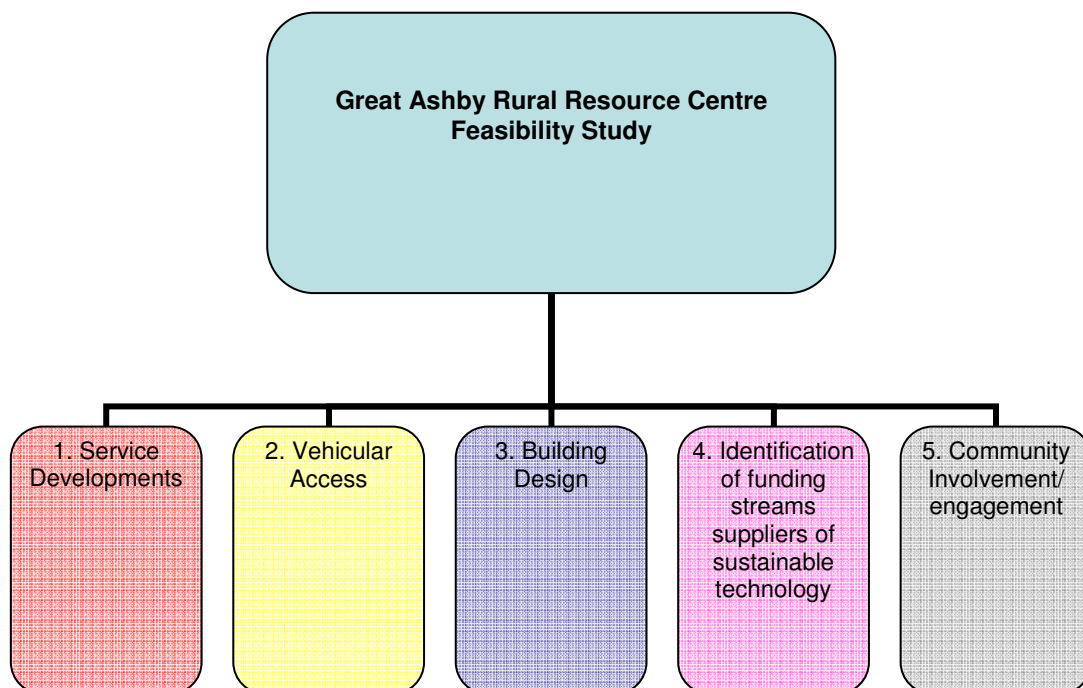 Great Ashby Rural Resource Centre
Feasibility Study
1. Service
Developments
2. Vehicular
Access
3. Building
Design
4. Identification
of funding
streams
suppliers of
sustainable
technology
5. Community
Involvement/
engagement